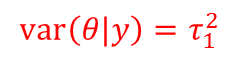 var(θ|y) = τ₁²